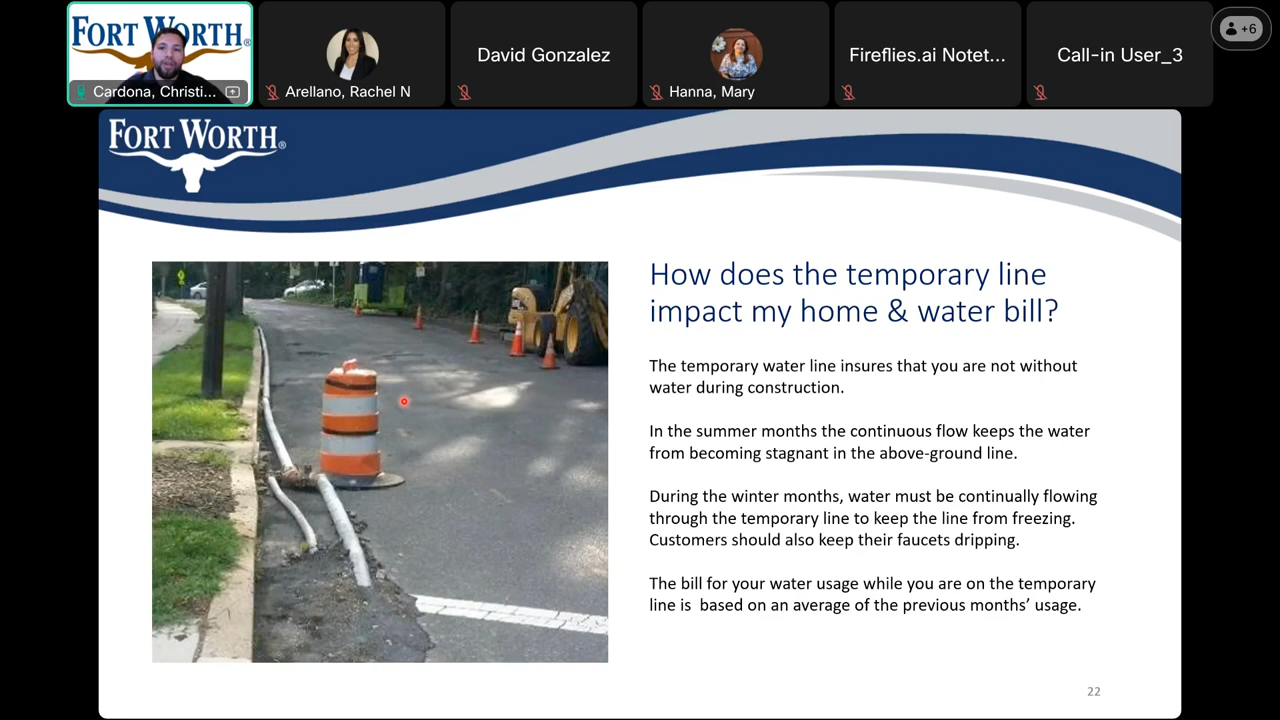 FORT WORTH®
Cardona, Christi...
Arellano, Rachel N
David Gonzalez
Hanna, Mary
Fireflies.ai Notet...
Call-in User_3
+6
FORT WORTH®
How does the temporary line
impact my home & water bill?
The temporary water line insures that you are not without
water during construction.
In the summer months the continuous flow keeps the water
from becoming stagnant in the above-ground line.
During the winter months, water must be continually flowing
through the temporary line to keep the line from freezing.
Customers should also keep their faucets dripping.
The bill for your water usage while you are on the temporary
line is  based on an average of the previous months’ usage.
22